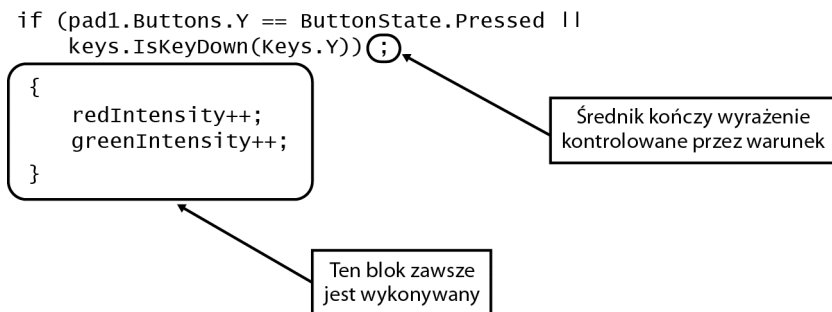 if (pad1.Buttons.Y == ButtonState.Pressed ||
keys.IsKeyDown(Keys.Y)) ;
{
redIntensity++;
greenIntensity++;
}
Średnik kończy wyrażenie
kontrolowane przez warunek
Ten blok zawsze
jest wykonywany